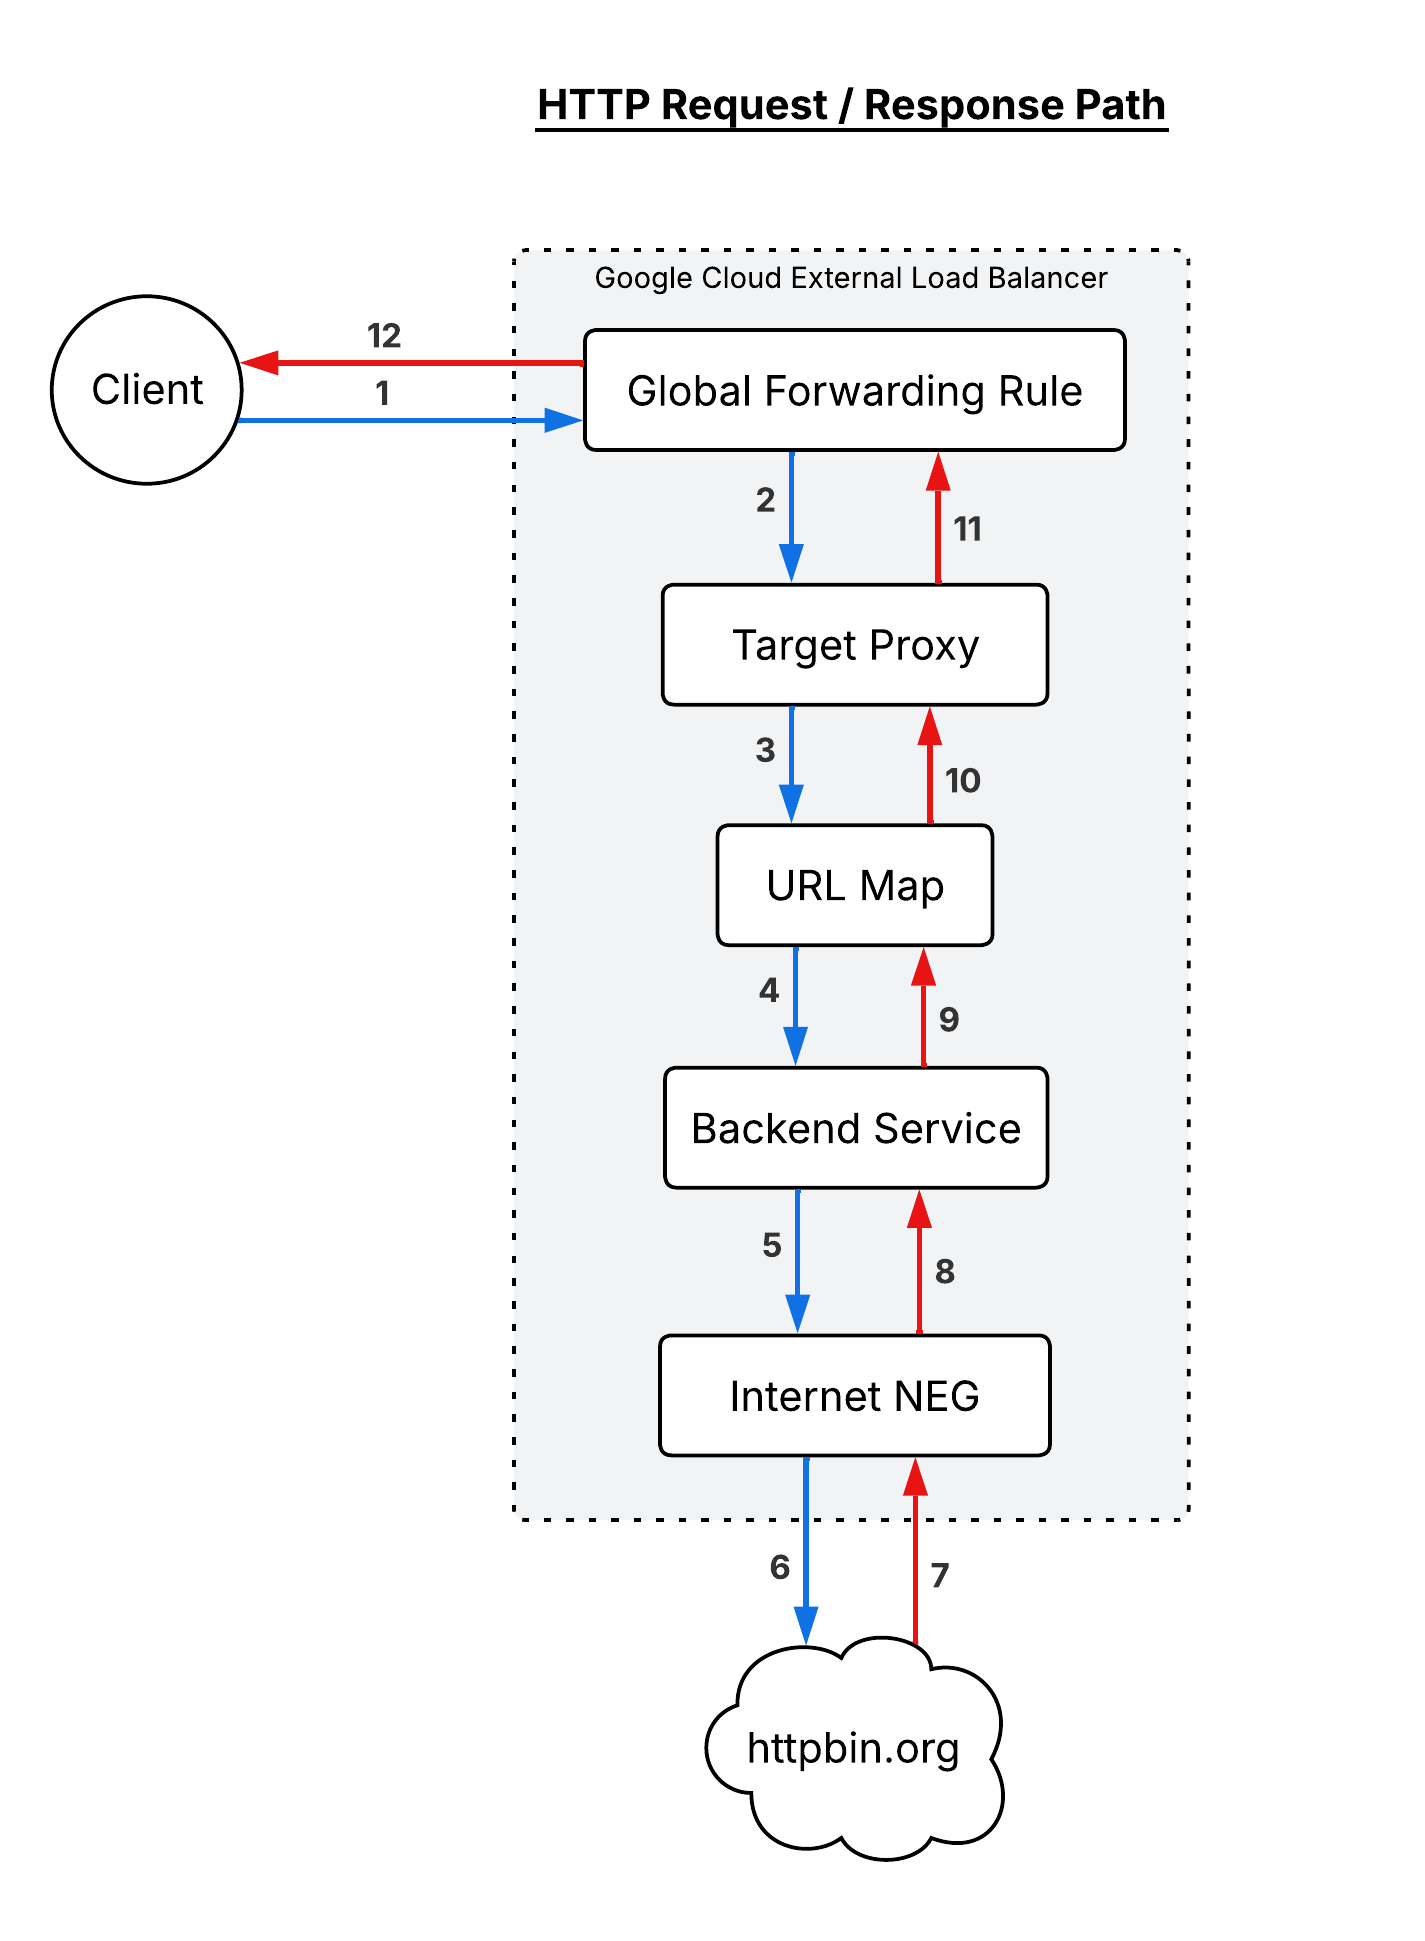 HTTP Request / Response Path
Google Cloud External Load Balancer
12
Client
1
Global Forwarding Rule
2
11
Target Proxy
3
10
URL Map
4
9
Backend Service
5
8
Internet NEG
6
7
httpbin.org